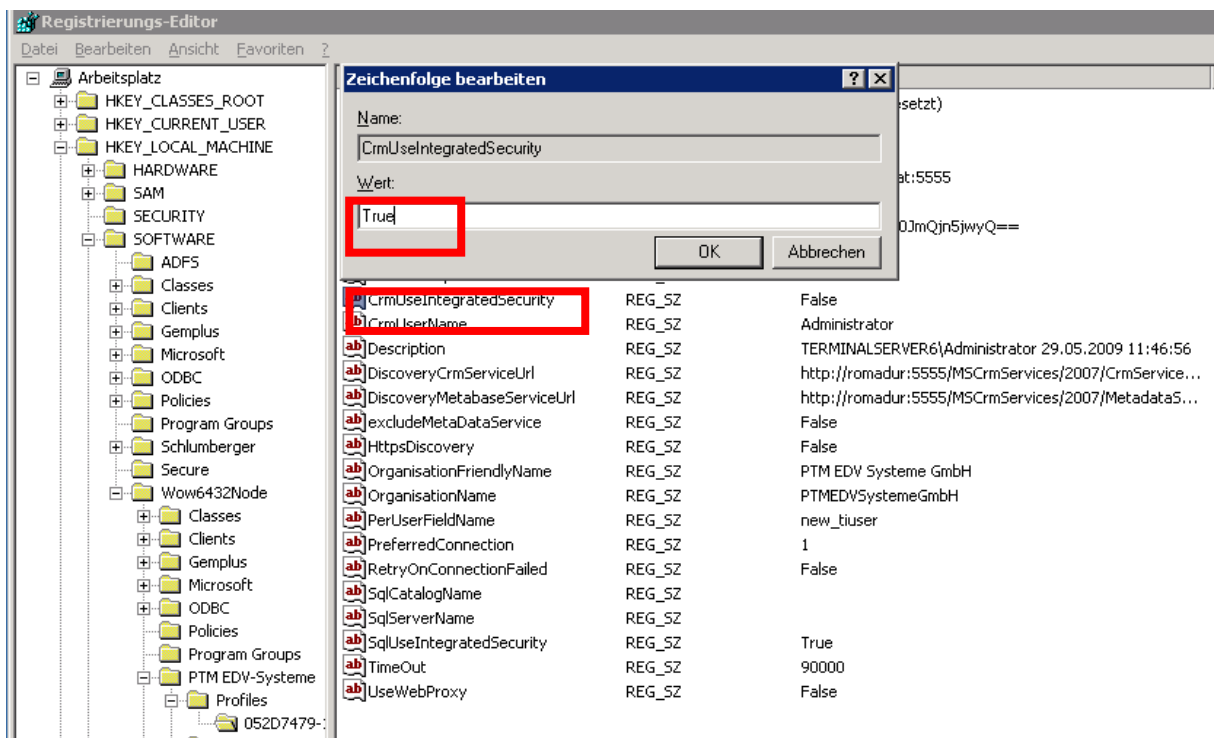 Registrierungs-Editor
Datei Bearbeiten Ansicht Favoriten ?
Arbeitsplatz
HKEY_CLASSES_ROOT
HKEY_CURRENT_USER
HKEY_LOCAL_MACHINE
HARDWARE
SAM
SECURITY
SOFTWARE
ADFS
Classes
Clients
Gemplus
Microsoft
ODBC
Policies
Program Groups
Schlumberger
Secure
Wow6432Node
Classes
Clients
Gemplus
Microsoft
ODBC
Policies
Program Groups
PTM EDV-Systeme
Profiles
052D7479-
Zeichenfolge bearbeiten
Name:
CrmUseIntegratedSecurity
Wert:
True
OK Abbrechen
esetzt)
at:5555
0JmQjn5jwyQ==
CrmUseIntegratedSecurity REG_SZ False
CrmUserName REG_SZ Administrator
Description REG_SZ TERMINALSERVER6\Administrator 29.05.2009 11:46:56
DiscoveryCrmServiceUrl REG_SZ http://romadur:5555/MSCrmServices/2007/CrmService...
DiscoveryMetabaseServiceUrl REG_SZ http://romadur:5555/MSCrmServices/2007/MetadataS...
excludeMetaDataService REG_SZ False
HttpsDiscovery REG_SZ False
OrganisationFriendlyName REG_SZ PTM EDV Systeme GmbH
OrganisationName REG_SZ PTMEDVSystemeGmbH
PerUserFieldName REG_SZ new_tiuser
PreferredConnection REG_SZ 1
RetryOnConnectionFailed REG_SZ False
SqlCatalogName REG_SZ
SqlServerName REG_SZ
SqlUseIntegratedSecurity REG_SZ True
TimeOut REG_SZ 90000
UseWebProxy REG_SZ False